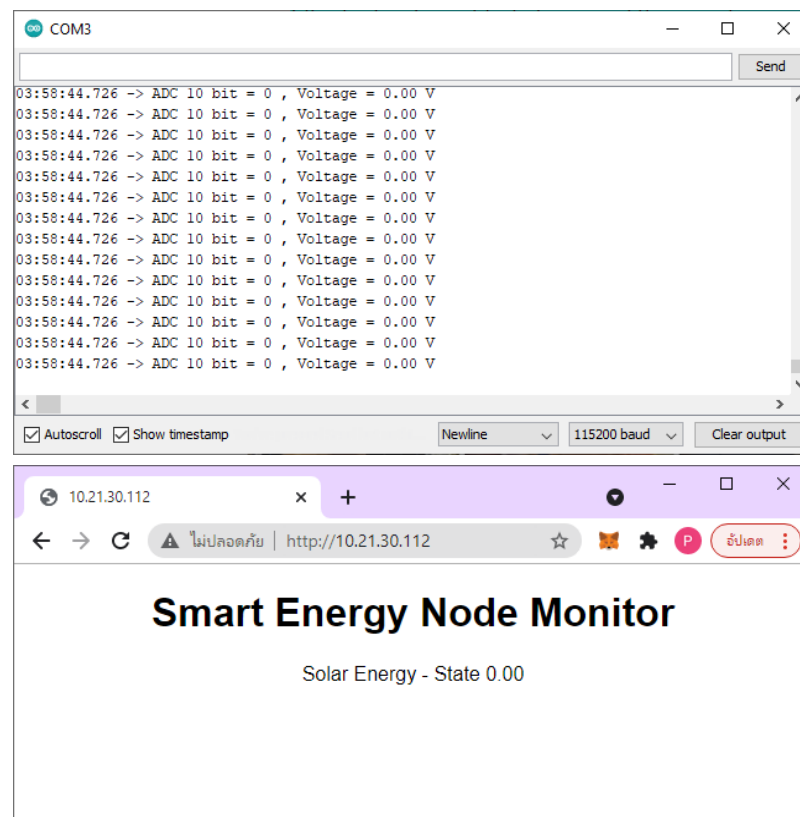 COM3
Send
03:58:44.726 -> ADC 10 bit = 0 , Voltage = 0.00 V
03:58:44.726 -> ADC 10 bit = 0 , Voltage = 0.00 V
03:58:44.726 -> ADC 10 bit = 0 , Voltage = 0.00 V
03:58:44.726 -> ADC 10 bit = 0 , Voltage = 0.00 V
03:58:44.726 -> ADC 10 bit = 0 , Voltage = 0.00 V
03:58:44.726 -> ADC 10 bit = 0 , Voltage = 0.00 V
03:58:44.726 -> ADC 10 bit = 0 , Voltage = 0.00 V
03:58:44.726 -> ADC 10 bit = 0 , Voltage = 0.00 V
03:58:44.726 -> ADC 10 bit = 0 , Voltage = 0.00 V
03:58:44.726 -> ADC 10 bit = 0 , Voltage = 0.00 V
03:58:44.726 -> ADC 10 bit = 0 , Voltage = 0.00 V
03:58:44.726 -> ADC 10 bit = 0 , Voltage = 0.00 V
03:58:44.726 -> ADC 10 bit = 0 , Voltage = 0.00 V
03:58:44.726 -> ADC 10 bit = 0 , Voltage = 0.00 V
Autoscroll Show timestamp Newline 115200 baud Clear output
10.21.30.112
ไม่ปลอดภัย | http://10.21.30.112 P อัปเดต
Smart Energy Node Monitor
Solar Energy - State 0.00